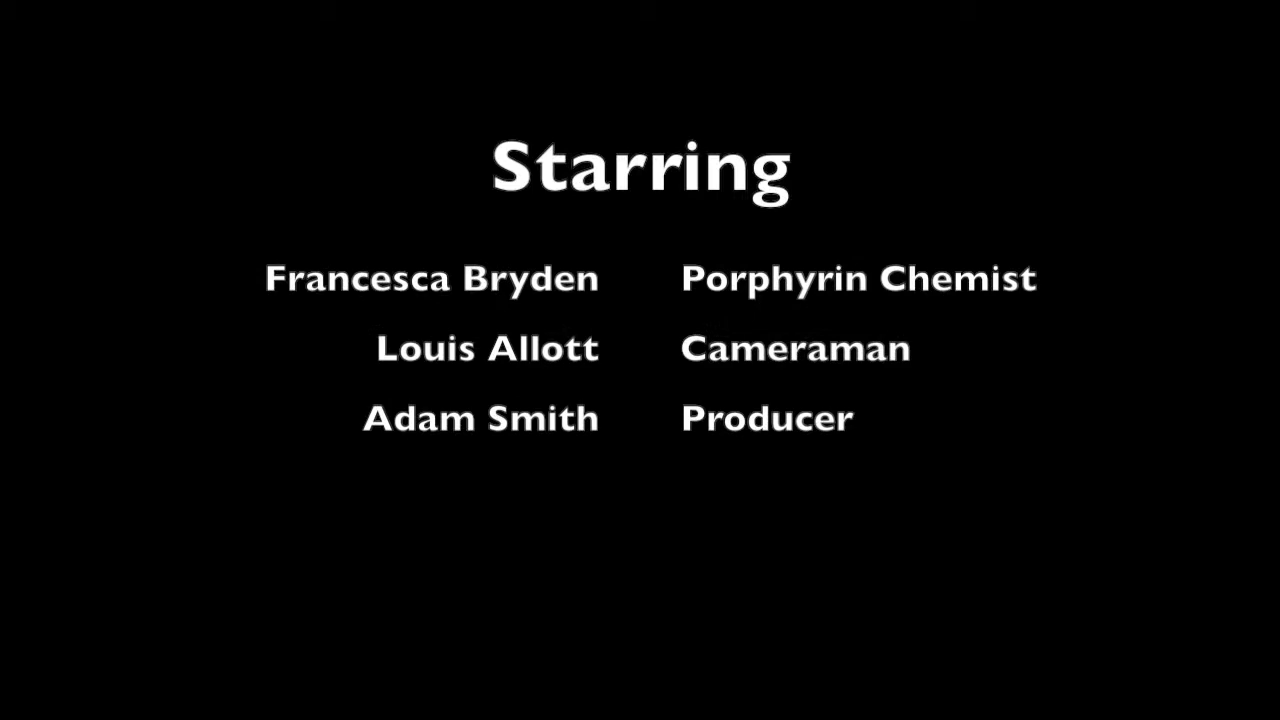 Starring
Francesca Bryden Porphyrin Chemist
Louis Allott Cameraman
Adam Smith Producer